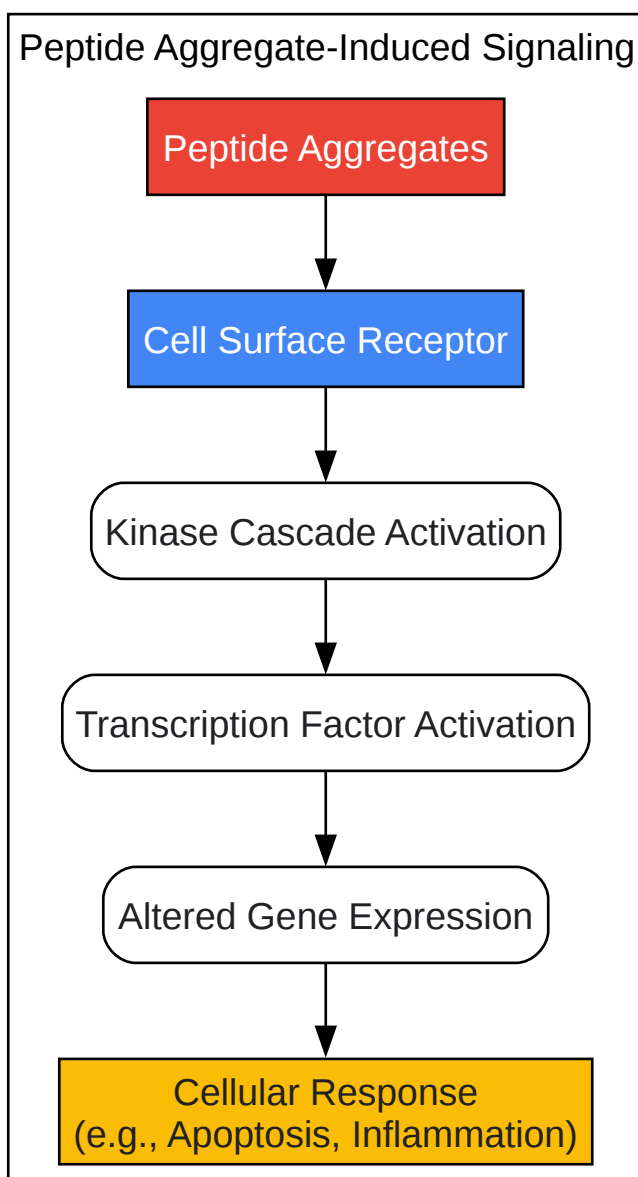 Peptide Aggregate-Induced Signaling
Peptide Aggregates
Cell Surface Receptor
Kinase Cascade Activation
Transcription Factor Activation
Altered Gene Expression
Cellular Response
(e.g., Apoptosis, Inflammation)